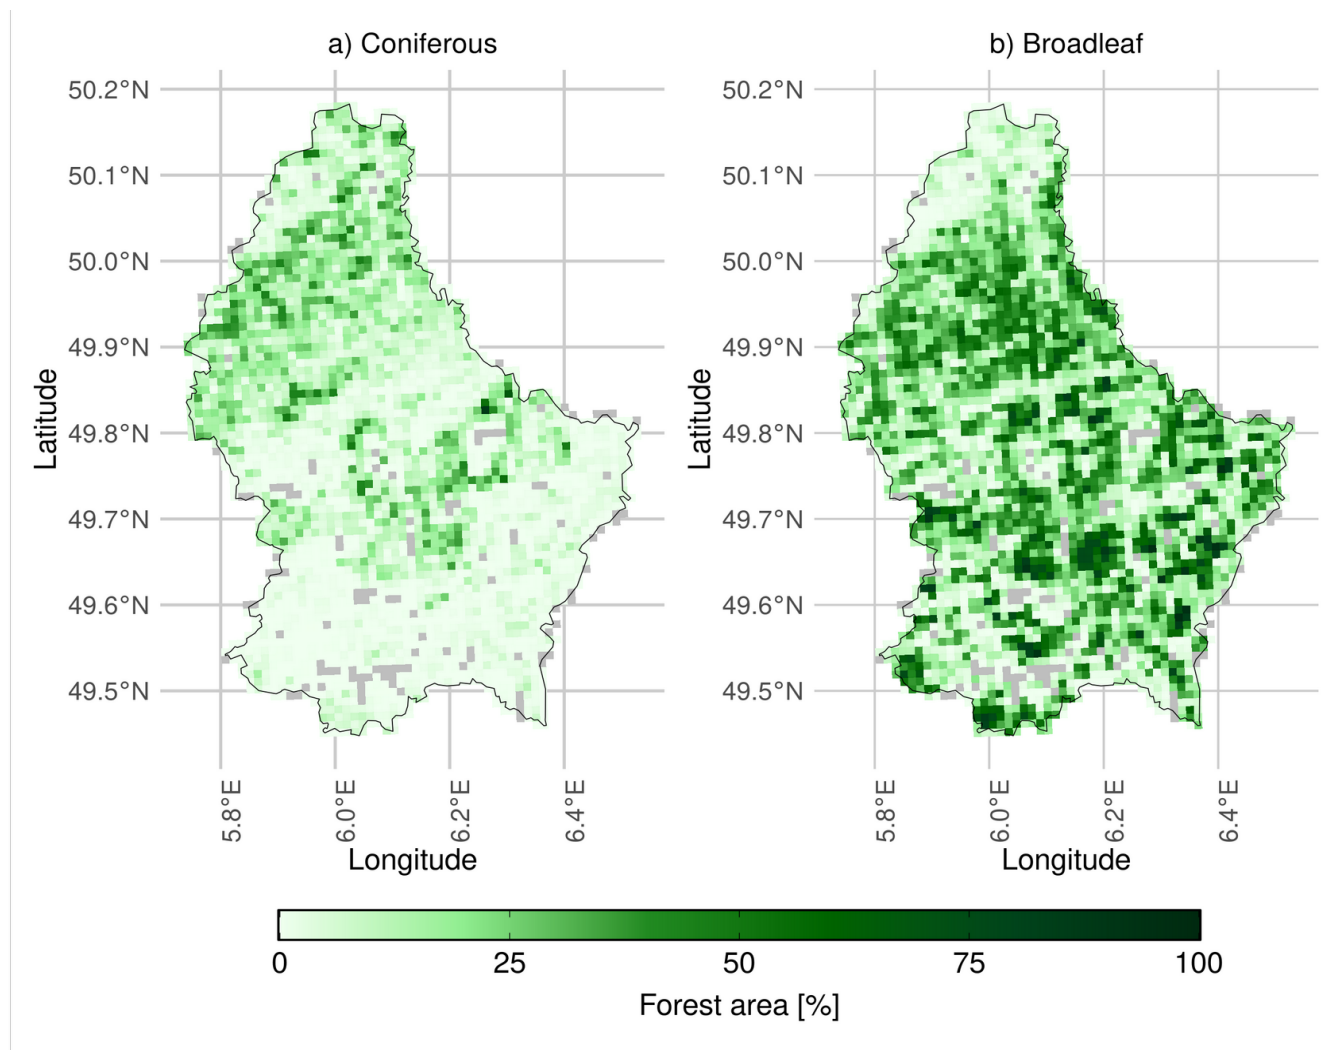 a) Coniferous
b) Broadleaf
50.2°N
50.1°N
50.0°N
49.9°N
49.8°N
49.7°N
49.6°N
49.5°N
Latitude
5.8°E
6.0°E
6.2°E
6.4°E
Longitude
50.2°N
50.1°N
50.0°N
49.9°N
49.8°N
49.7°N
49.6°N
49.5°N
Latitude
5.8°E
6.0°E
6.2°E
6.4°E
Longitude
0
25
50
75
100
Forest area [%]